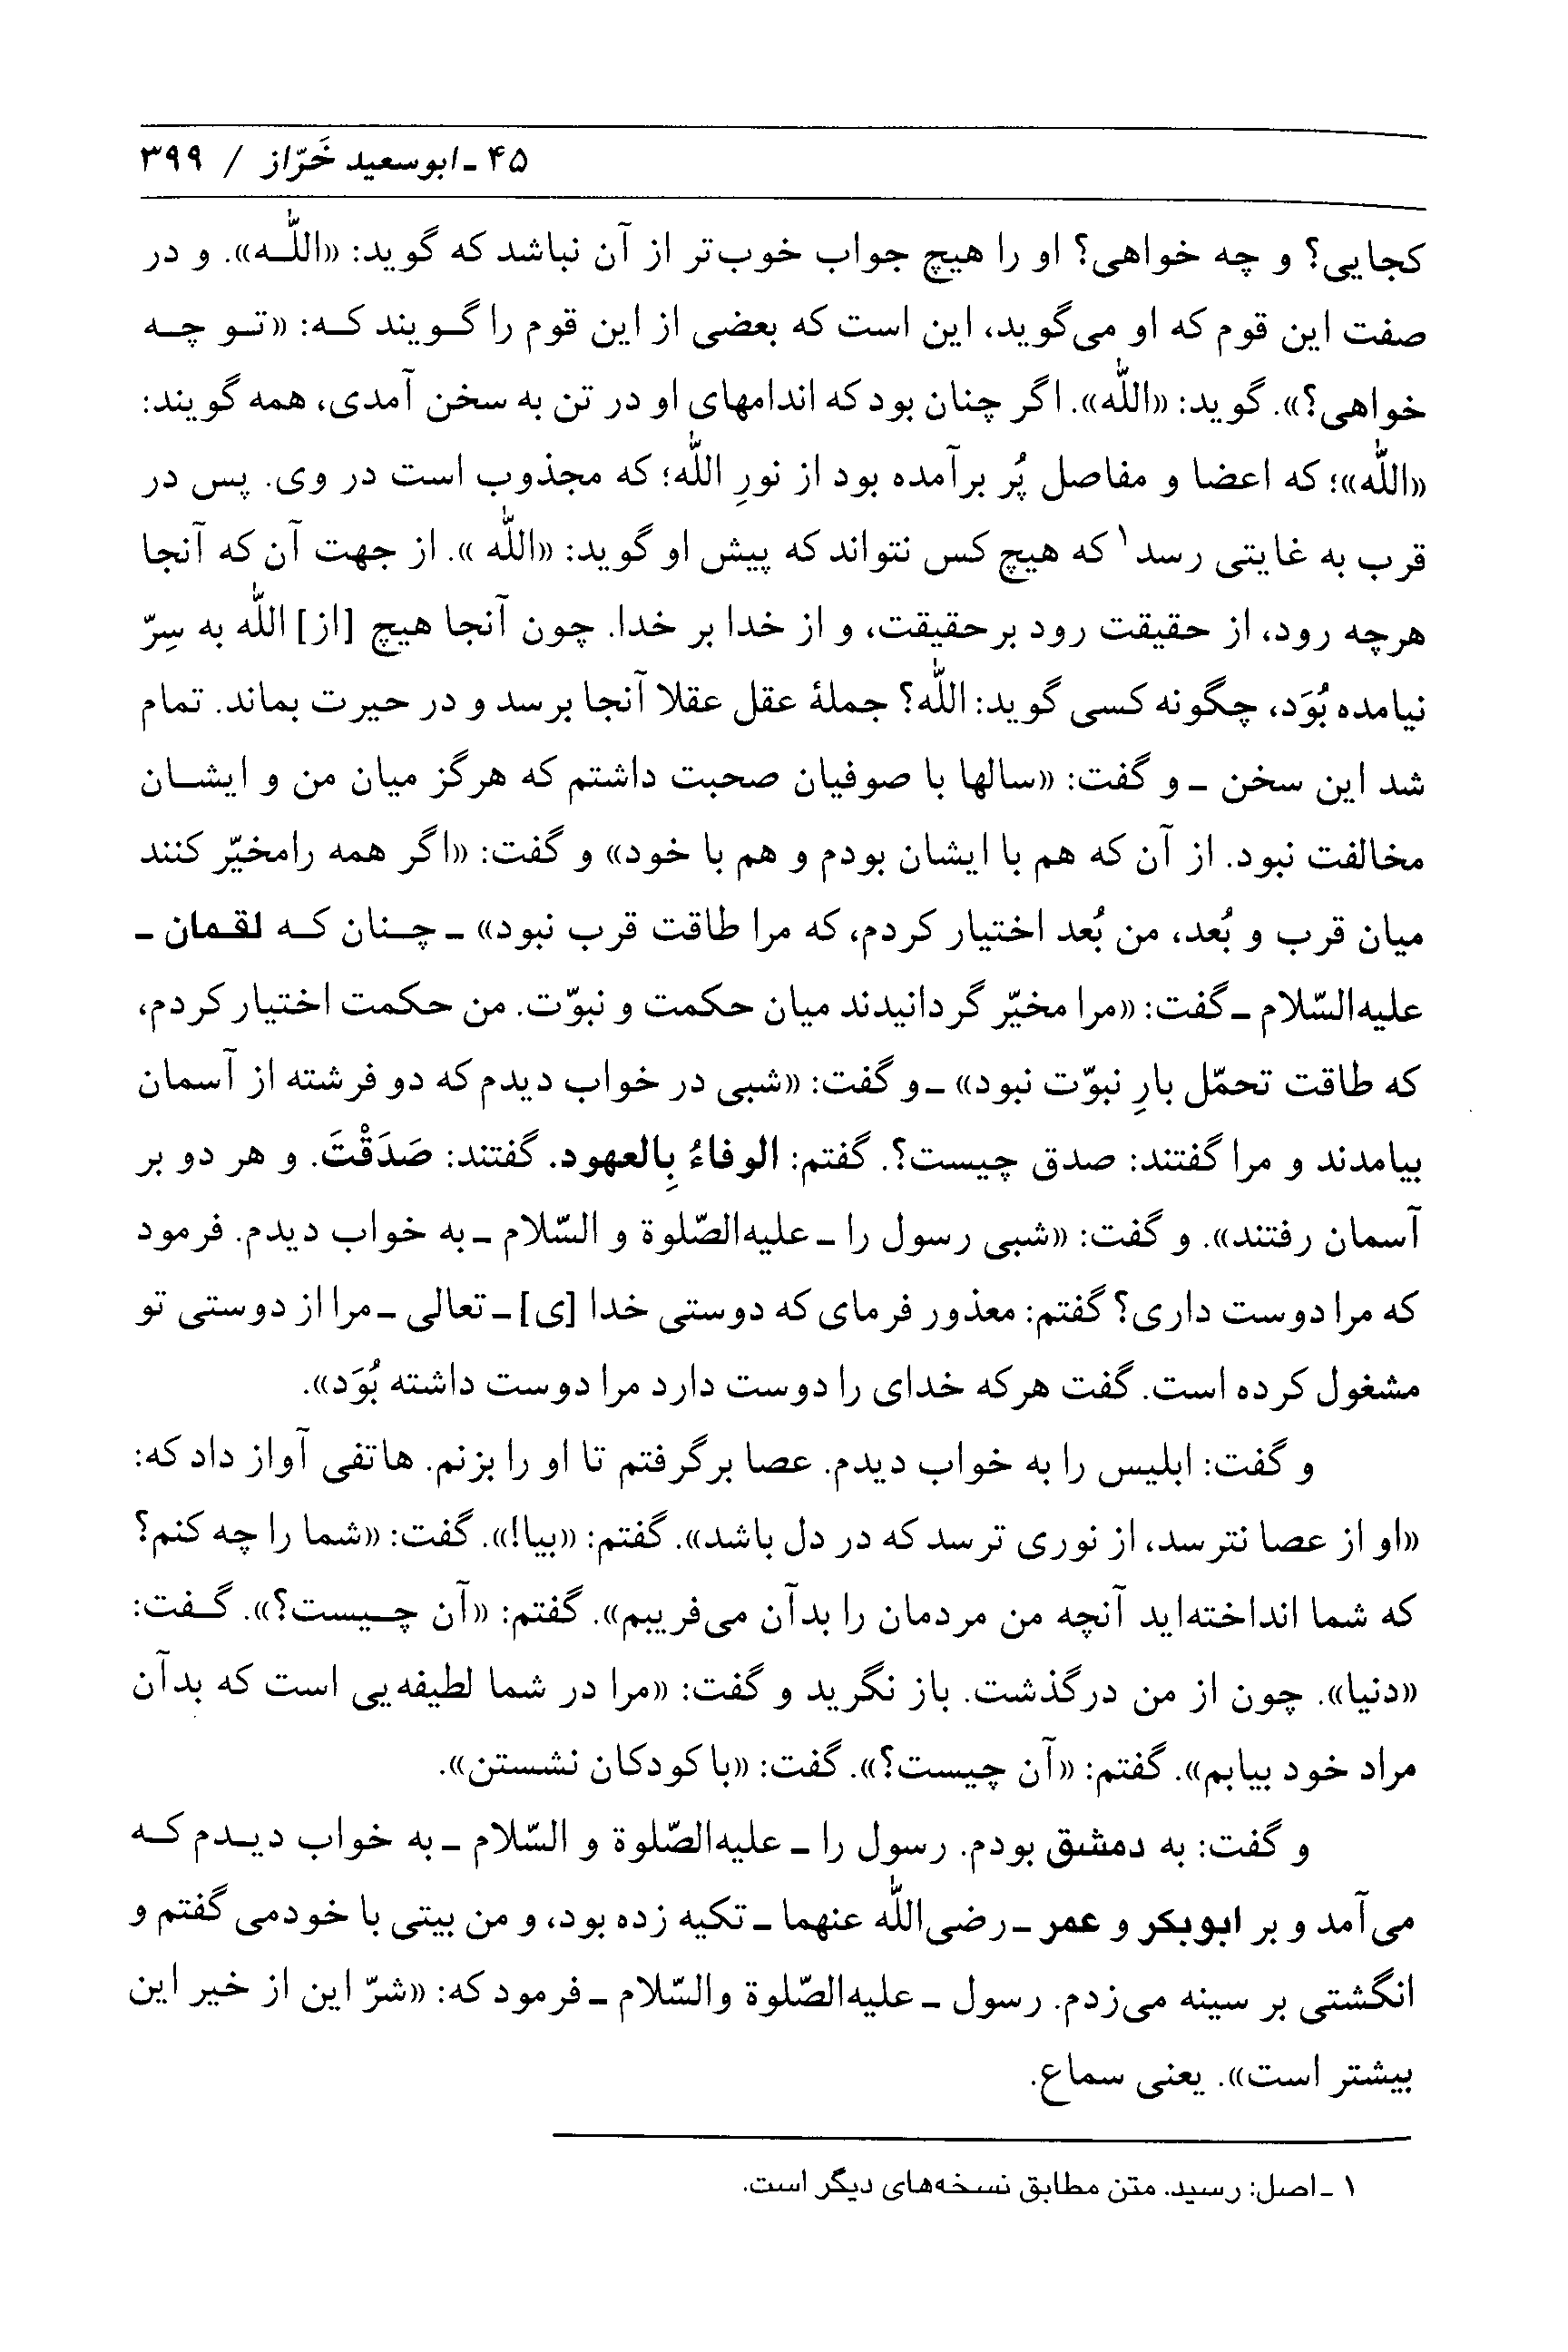 ۴۵ ـ ابوسعید خَرّاز / ۳۹۹
کجایی؟ و چه خواهی؟ او را هیچ جواب خوب‌تر از آن نباشد که گوید: «اللّـه». و در
صفت این قوم که او می‌گوید، این است که بعضی از این قوم را گـویند کـه: «تـو چـه
خواهی؟». گوید: «اللّه». اگر چنان بود که اندامهای او در تن به سخن آمدی، همه گویند:
«اللّه»؛ که اعضا و مفاصل پُر برآمده بود از نورِ اللّه؛ که مجذوب است در وی. پس در
قرب به غایتی رسد۱ که هیچ کس نتواند که پیش او گوید: «اللّه ». از جهت آن که آنجا
هرچه رود، از حقیقت رود برحقیقت، و از خدا بر خدا. چون آنجا هیچ [از] اللّه به سِرّ
نیامده بُوَد، چگونه کسی گوید: اللّه؟ جملهٔ عقل عقلا آنجا برسد و در حیرت بماند. تمام
شد این سخن ـ و گفت: «سالها با صوفیان صحبت داشتم که هرگز میان من و ایشـان
مخالفت نبود. از آن که هم با ایشان بودم و هم با خود» و گفت: «اگر همه رامخیّر کنند
میان قرب و بُعد، من بُعد اختیار کردم، که مرا طاقت قرب نبود» ـ چـنان کـه لقـمان ـ
علیه‌السّلام ـ گفت: «مرا مخیّر گردانیدند میان حکمت و نبوّت. من حکمت اختیار کردم،
که طاقت تحمّل بارِ نبوّت نبود» ـ و گفت: «شبی در خواب دیدم که دو فرشته از آسمان
بیامدند و مرا گفتند: صدق چیست؟. گفتم: الوفاءُ بِالعهود. گفتند: صَدَقْتَ. و هر دو بر
آسمان رفتند». و گفت: «شبی رسول را ـ علیه‌الصّلوة و السّلام ـ به خواب دیدم. فرمود
که مرا دوست داری؟ گفتم: معذور فرمای که دوستی خدا [ی] ـ تعالی ـ مرا از دوستی تو
مشغول کرده است. گفت هرکه خدای را دوست دارد مرا دوست داشته بُوَد».
و گفت: ابلیس را به خواب دیدم. عصا برگرفتم تا او را بزنم. هاتفی آواز داد که:
«او از عصا نترسد، از نوری ترسد که در دل باشد». گفتم: «بیا!». گفت: «شما را چه کنم؟
که شما انداخته‌اید آنچه من مردمان را بدآن می‌فریبم». گفتم: «آن چـیست؟». گـفت:
«دنیا». چون از من درگذشت. باز نگرید و گفت: «مرا در شما لطیفه‌یی است که بدآن
مراد خود بیابم». گفتم: «آن چیست؟». گفت: «با کودکان نشستن».
و گفت: به دمشق بودم. رسول را ـ علیه‌الصّلوة و السّلام ـ به خواب دیـدم کـه
می‌آمد و بر ابوبکر و عمر ـ رضی‌اللّه عنهما ـ تکیه زده بود، و من بیتی با خودمی گفتم و
انگشتی بر سینه می‌زدم. رسول ـ علیه‌الصّلوة والسّلام ـ فرمود که: «شرّ این از خیر این
بیشتر است». یعنی سماع.
۱ ـ اصل: رسید. متن مطابق نسخه‌های دیگر است.